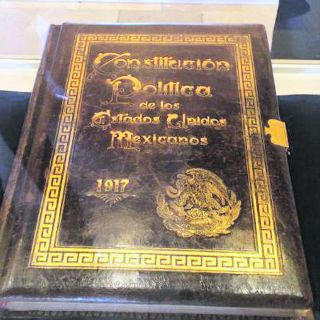 Constitución
Política
de los
Estados Unidos
Mexicanos
1917